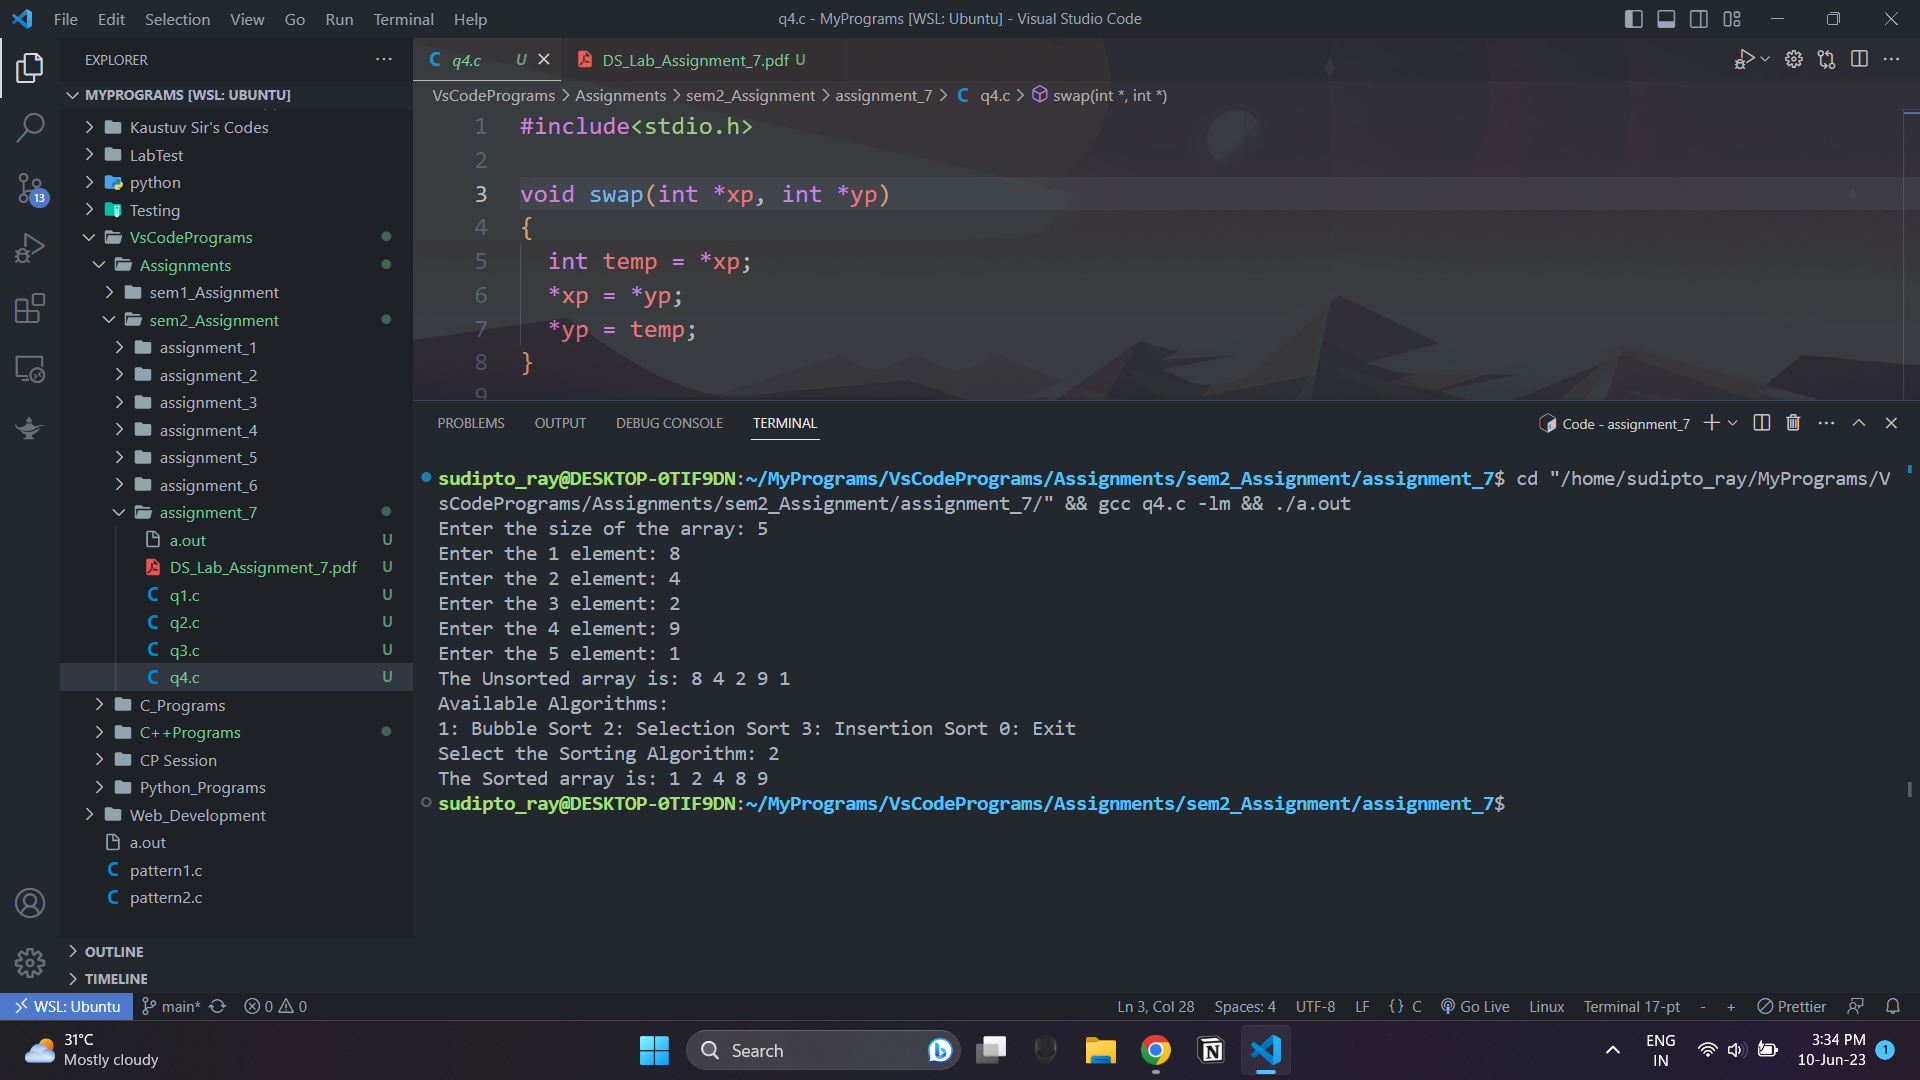 File Edit Selection View Go Run Terminal Help
q4.c - MyPrograms [WSL: Ubuntu] - Visual Studio Code
EXPLORER
MYPROGRAMS [WSL: UBUNTU]
Kaustuv Sir's Codes
LabTest
python
Testing
VsCodePrograms
Assignments
sem1_Assignment
sem2_Assignment
assignment_1
assignment_2
assignment_3
assignment_4
assignment_5
assignment_6
assignment_7
a.out U
DS_Lab_Assignment_7.pdf U
q1.c U
q2.c U
q3.c U
q4.c U
C_Programs
C++Programs
CP Session
Python_Programs
Web_Development
a.out
pattern1.c
pattern2.c
OUTLINE
TIMELINE
13
q4.c U
DS_Lab_Assignment_7.pdf U
VsCodePrograms > Assignments > sem2_Assignment > assignment_7 > C q4.c > swap(int *, int *)
1 #include<stdio.h>
2
3 void swap(int *xp, int *yp)
4 {
5 int temp = *xp;
6 *xp = *yp;
7 *yp = temp;
8 }
9
PROBLEMS OUTPUT DEBUG CONSOLE TERMINAL
Code - assignment_7
sudipto_ray@DESKTOP-0TIF9DN:~/MyPrograms/VsCodePrograms/Assignments/sem2_Assignment/assignment_7$ cd "/home/sudipto_ray/MyPrograms/V
sCodePrograms/Assignments/sem2_Assignment/assignment_7/" && gcc q4.c -lm && ./a.out
Enter the size of the array: 5
Enter the 1 element: 8
Enter the 2 element: 4
Enter the 3 element: 2
Enter the 4 element: 9
Enter the 5 element: 1
The Unsorted array is: 8 4 2 9 1
Available Algorithms:
1: Bubble Sort 2: Selection Sort 3: Insertion Sort 0: Exit
Select the Sorting Algorithm: 2
The Sorted array is: 1 2 4 8 9
sudipto_ray@DESKTOP-0TIF9DN:~/MyPrograms/VsCodePrograms/Assignments/sem2_Assignment/assignment_7$
WSL: Ubuntu main* 0 0
Ln 3, Col 28 Spaces: 4 UTF-8 LF {} C Go Live Linux Terminal 17-pt - + Prettier
31°C
Mostly cloudy
Search
ENG
IN
3:34 PM
10-Jun-23
1